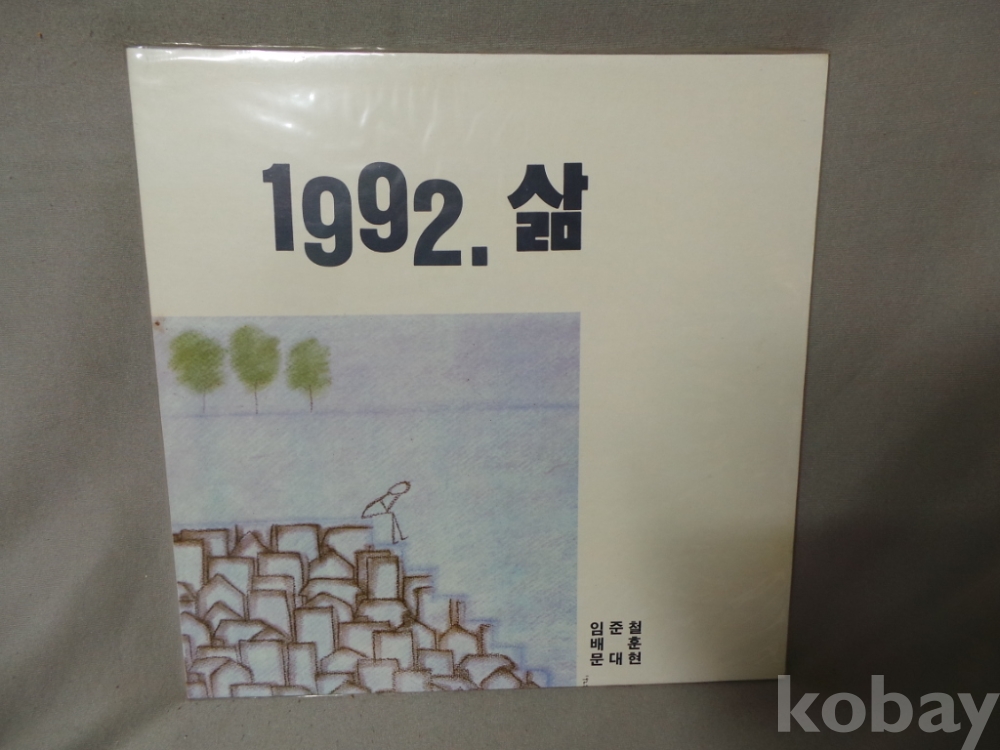 1992. 삶
임준철
배 훈
문대현
kobay